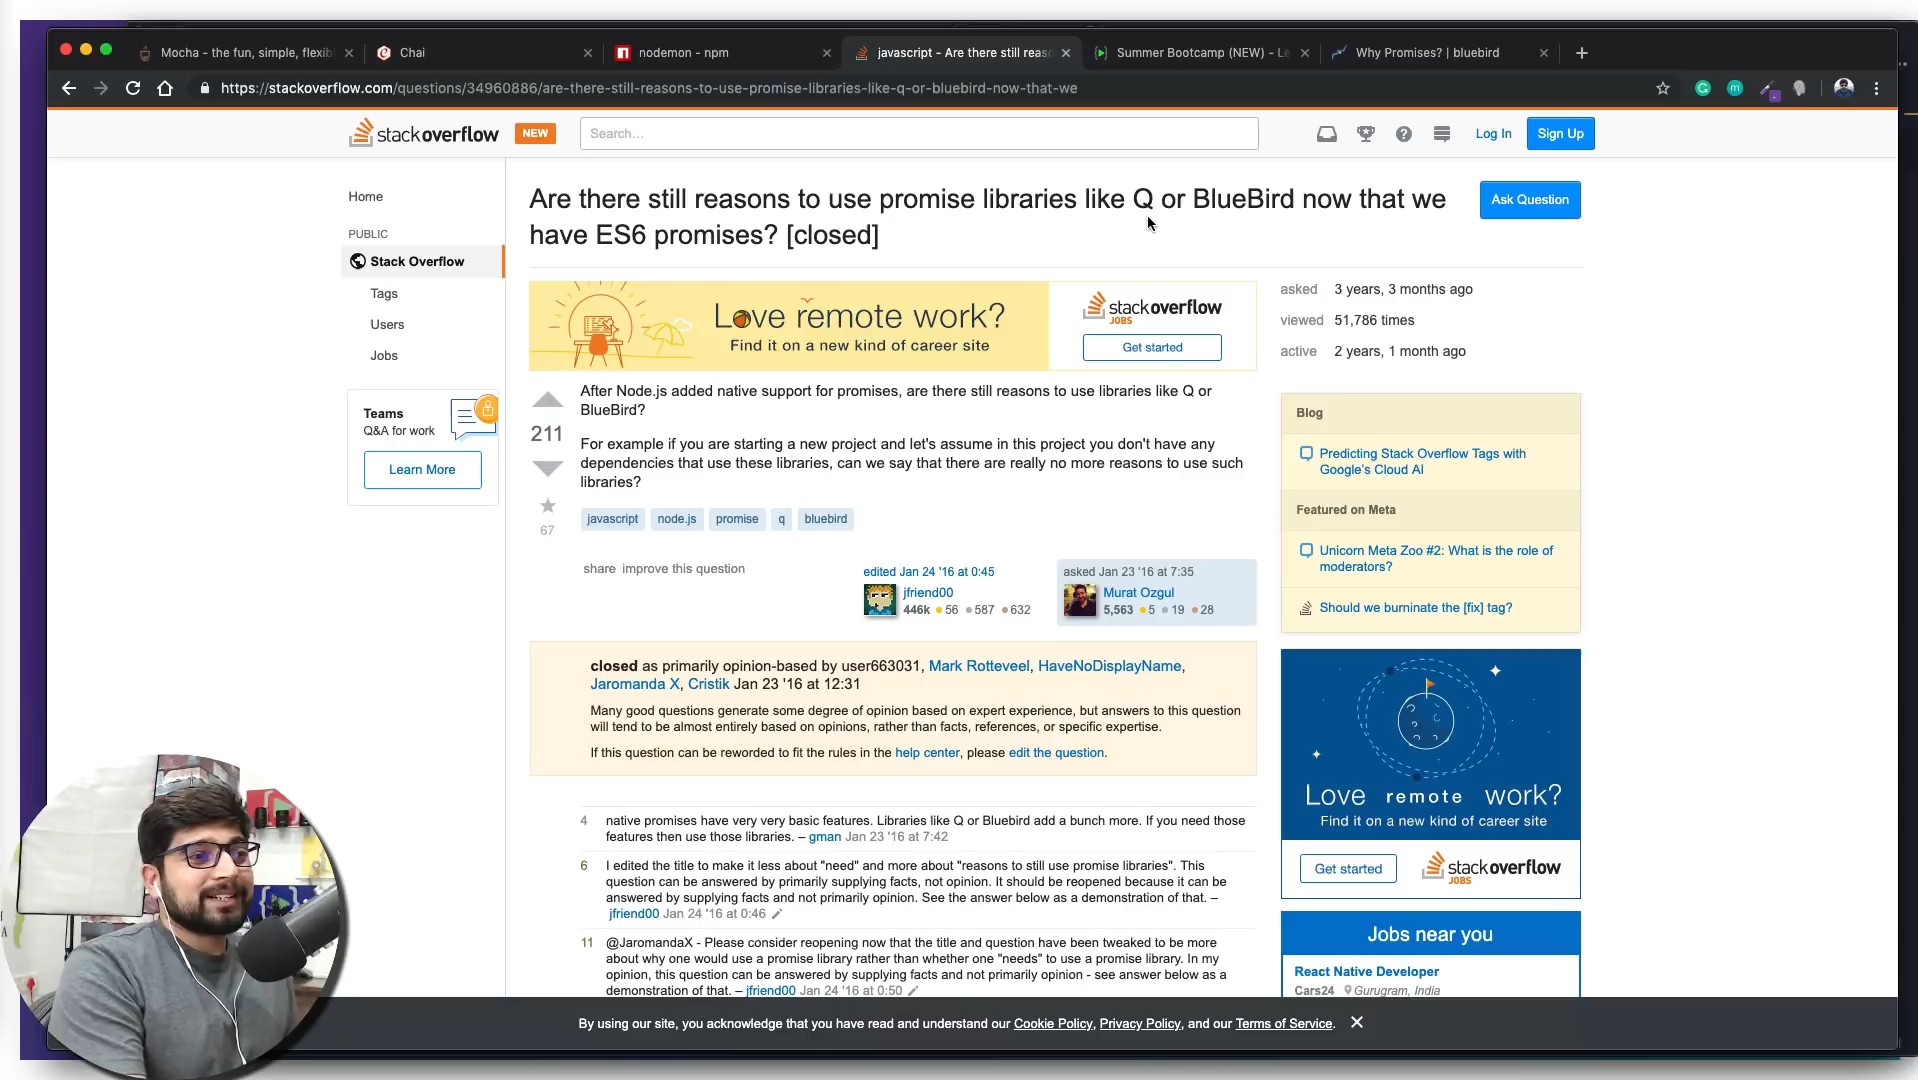 Mocha - the fun, simple, flexib
Chai
nodemon - npm
javascript - Are there still reaso
Summer Bootcamp (NEW) - Le
Why Promises? | bluebird
https://stackoverflow.com/questions/34960886/are-there-still-reasons-to-use-promise-libraries-like-q-or-bluebird-now-that-we
stackoverflow
NEW
Search...
Log In
Sign Up
Home
PUBLIC
Stack Overflow
Tags
Users
Jobs
Teams
Q&A for work
Learn More
Are there still reasons to use promise libraries like Q or BlueBird now that we
have ES6 promises? [closed]
Ask Question
Love remote work?
Find it on a new kind of career site
stackoverflow
JOBS
Get started
asked 3 years, 3 months ago
viewed 51,786 times
active 2 years, 1 month ago
After Node.js added native support for promises, are there still reasons to use libraries like Q or
BlueBird?
211
For example if you are starting a new project and let's assume in this project you don't have any
dependencies that use these libraries, can we say that there are really no more reasons to use such
libraries?
67
javascript node.js promise q bluebird
share improve this question
edited Jan 24 '16 at 0:45
jfriend00
446k 56 587 632
asked Jan 23 '16 at 7:35
Murat Ozgul
5,563 5 19 28
closed as primarily opinion-based by user663031, Mark Rotteveel, HaveNoDisplayName,
Jaromanda X, Cristik Jan 23 '16 at 12:31
Many good questions generate some degree of opinion based on expert experience, but answers to this question
will tend to be almost entirely based on opinions, rather than facts, references, or specific expertise.
If this question can be reworded to fit the rules in the help center, please edit the question.
4 native promises have very very basic features. Libraries like Q or Bluebird add a bunch more. If you need those
features then use those libraries. – gman Jan 23 '16 at 7:42
6 I edited the title to make it less about "need" and more about "reasons to still use promise libraries". This
question can be answered by primarily supplying facts, not opinion. It should be reopened because it can be
answered by supplying facts and not primarily opinion. See the answer below as a demonstration of that. –
jfriend00 Jan 24 '16 at 0:46
11 @JaromandaX - Please consider reopening now that the title and question have been tweaked to be more
about why one would use a promise library rather than whether one "needs" to use a promise library. In my
opinion, this question can be answered by supplying facts and not primarily opinion - see answer below as a
demonstration of that. – jfriend00 Jan 24 '16 at 0:50
Blog
Predicting Stack Overflow Tags with
Google's Cloud AI
Featured on Meta
Unicorn Meta Zoo #2: What is the role of
moderators?
Should we burninate the [fix] tag?
Love remote work?
Find it on a new kind of career site
Get started
stackoverflow
JOBS
Jobs near you
React Native Developer
Cars24 Gurugram, India
By using our site, you acknowledge that you have read and understand our Cookie Policy, Privacy Policy, and our Terms of Service.